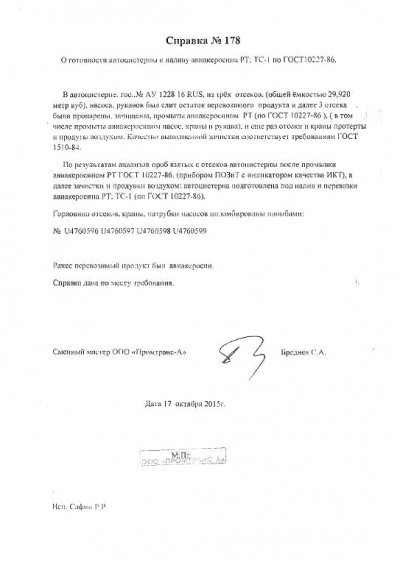 Справка № 178
О готовности автоцистерны к наливу авиакеросина РТ; ТС-1 по ГОСТ10227-86.
В автоцистерне, гос.№ АУ 1228 16 RUS, из трёх отсеков, (общей ёмкостью 29,920
метр куб), насоса, рукавов был слит остаток перевозимого продукта и далее 3 отсека
были пропарены, зачищены, промыты авиакеросином РТ (по ГОСТ 10227-86 ), ( в том
числе промыты авиакеросином насос, краны и рукава), и еще раз отсеки и краны протерты
и продуты воздухом. Качество выполненной зачистки соответствует требованиям ГОСТ
1510-84.
По результатам анализов проб взятых с отсеков автоцистерны после промывки
авиакеросином РТ ГОСТ 10227-86, (прибором ПОЗиТ с индикатором качества ИКТ), а
далее зачистки и продувки воздухом: автоцистерна подготовлена под налив и перевозки
авиакеросина РТ; ТС-1 (по ГОСТ 10227-86).
Горловина отсеков, краны, патрубки насосов опломбированы пломбами:
№ U4760596 U4760597 U4760598 U4760599
Ранее перевозимый продукт был авиакеросин.
Справка дана по месту требования.
Сменный мастер ООО «Промтранс-А» Бреднев С.А.
Дата 17 октября 2015г.
М.П.
ООО «ПРОМТРАНС-А»
Исп. Сафин Р.Р